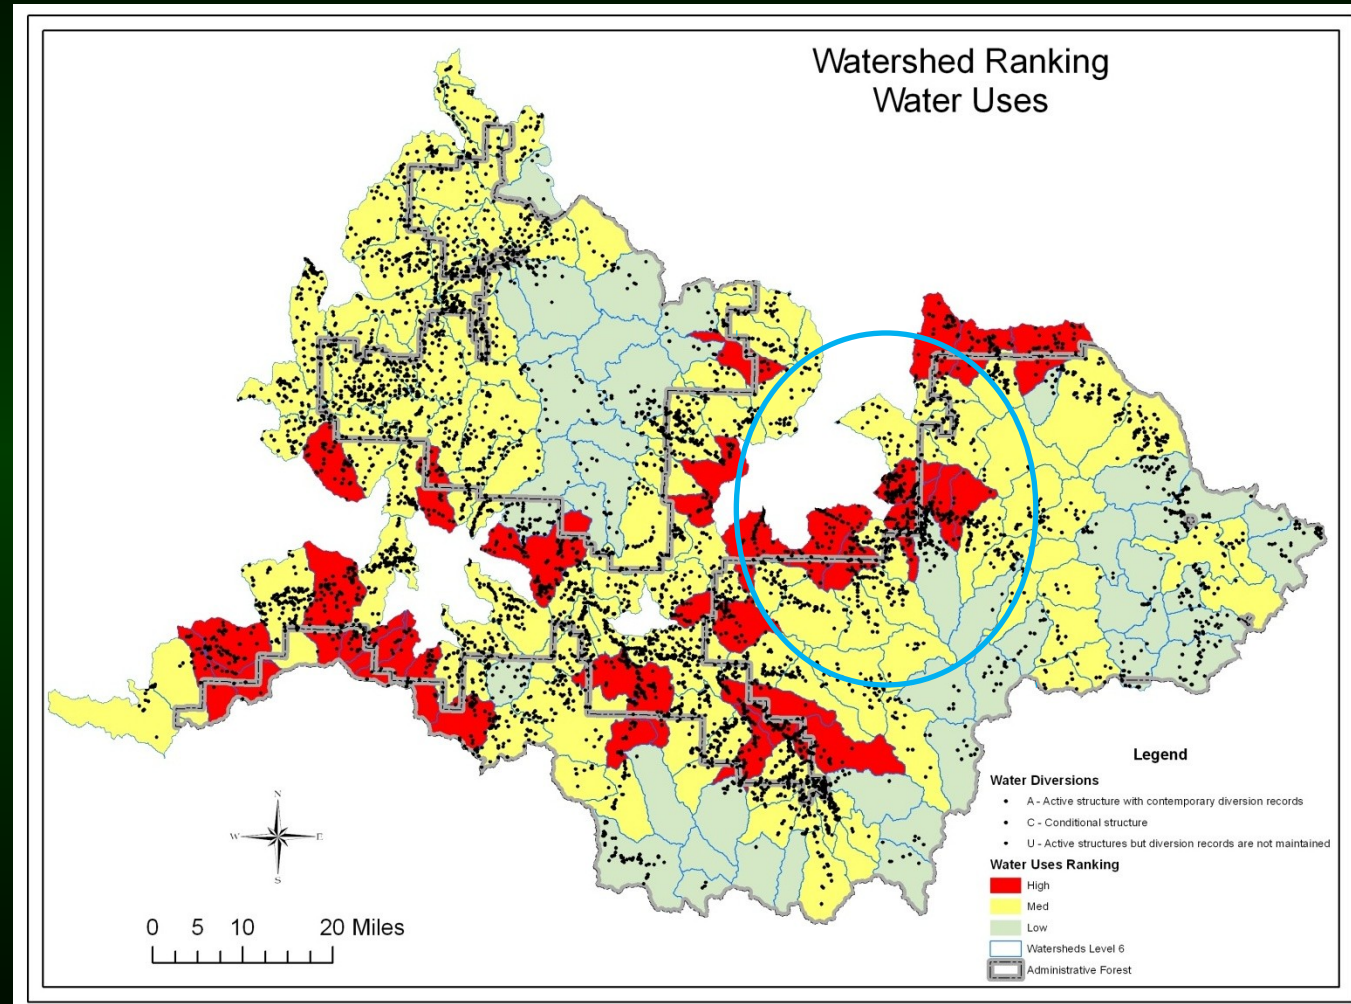 Watershed Ranking
Water Uses
N
W E
S
0 5 10 20 Miles
Legend
Water Diversions
A - Active structure with contemporary diversion records
C - Conditional structure
U - Active structures but diversion records are not maintained
Water Uses Ranking
High
Med
Low
Watersheds Level 6
Administrative Forest